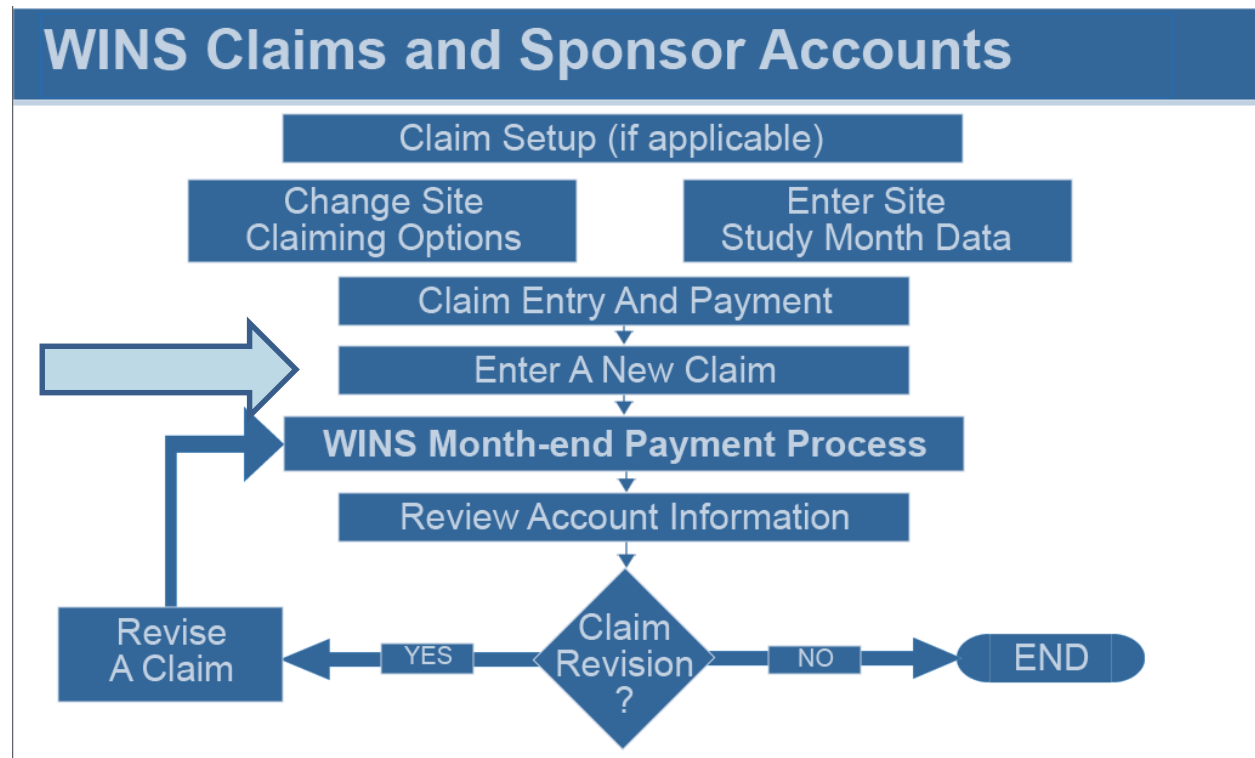 WINS Claims and Sponsor Accounts
Claim Setup (if applicable)
Change Site
Claiming Options
Enter Site
Study Month Data
Claim Entry And Payment
Enter A New Claim
WINS Month-end Payment Process
Review Account Information
Claim
Revision
?
YES
Revise
A Claim
NO
END